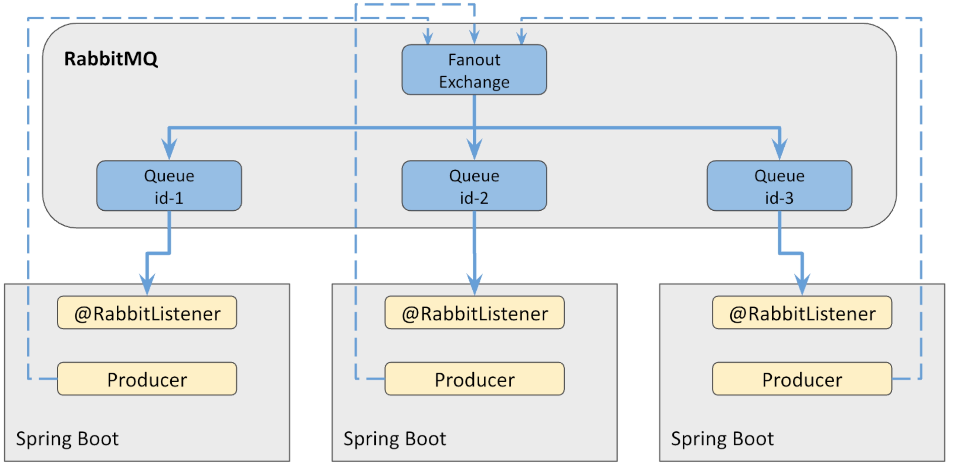 RabbitMQ
Fanout
Exchange
Queue
id-1
Queue
id-2
Queue
id-3
@RabbitListener
Producer
Spring Boot
@RabbitListener
Producer
Spring Boot
@RabbitListener
Producer
Spring Boot